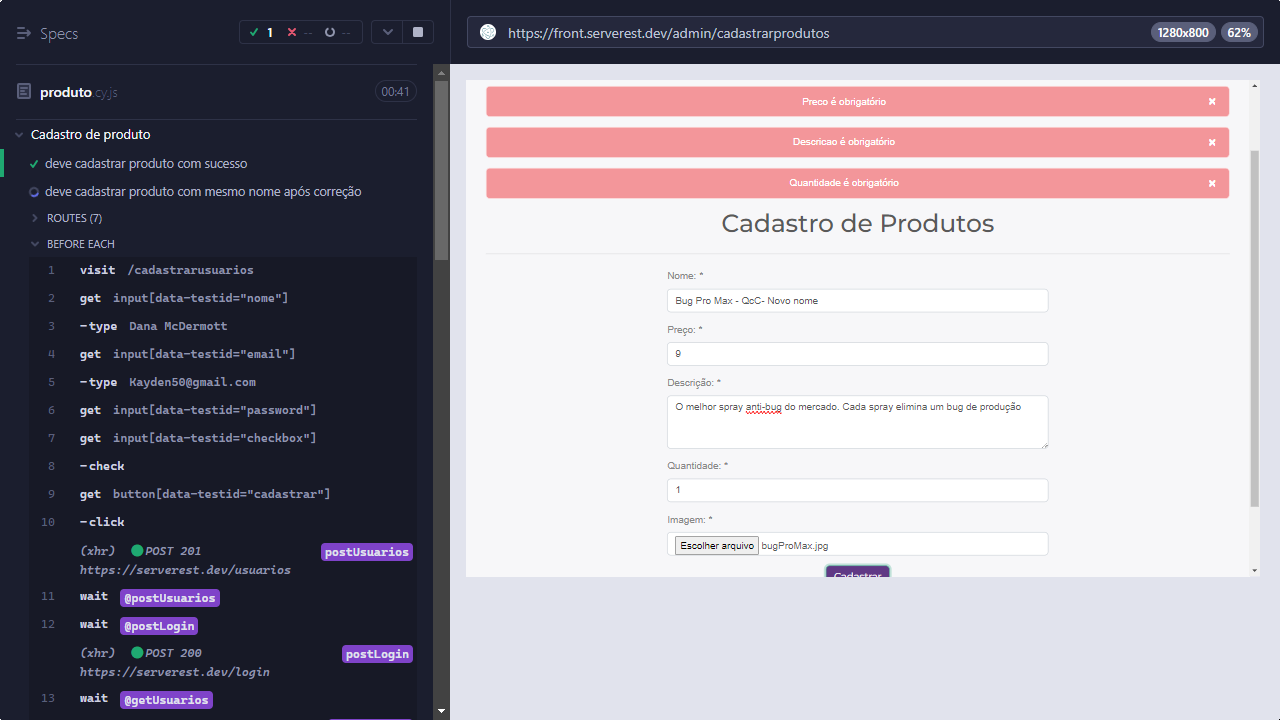 Specs
1 -- --
https://front.serverest.dev/admin/cadastrarprodutos
1280x800 62%
produto.cy.js
00:41
Cadastro de produto
deve cadastrar produto com sucesso
deve cadastrar produto com mesmo nome após correção
ROUTES (7)
BEFORE EACH
1 visit /cadastrarusuarios
2 get input[data-testid="nome"]
3 -type Dana McDermott
4 get input[data-testid="email"]
5 -type Kayden50@gmail.com
6 get input[data-testid="password"]
7 get input[data-testid="checkbox"]
8 -check
9 get button[data-testid="cadastrar"]
10 -click
(xhr) POST 201 postUsuarios
https://serverest.dev/usuarios
11 wait @postUsuarios
12 wait @postLogin
(xhr) POST 200 postLogin
https://serverest.dev/login
13 wait @getUsuarios
Preco é obrigatório ×
Descricao é obrigatório ×
Quantidade é obrigatório ×
Cadastro de Produtos
Nome: *
Bug Pro Max - QcC- Novo nome
Preço: *
9
Descrição: *
O melhor spray anti-bug do mercado. Cada spray elimina um bug de produção
Quantidade: *
1
Imagem: *
Escolher arquivo bugProMax.jpg
Cadastrar